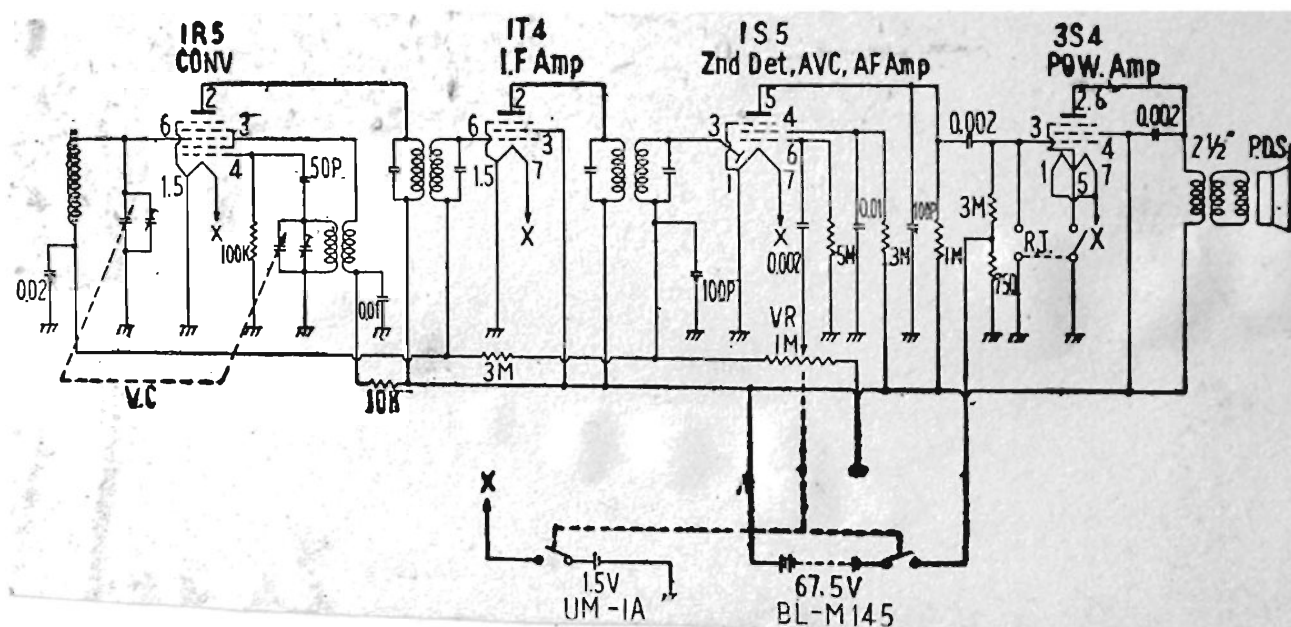 1R5
CONV
1T4
I.F Amp
1S5
2nd Det, AVC, AF Amp
3S4
POW. Amp
2
6
3
4
1.5
50P
X
100K
0.02
0.01
V.C
10K
2
6
3
1.5
7
X
3M
5
3
4
6
1
7
X
100P
0.002
5M
0.01
3M
100P
1M
VR
1M
0.002
2.6
3
4
1
5
7
X
3M
750
R.J.
0.002
2½"
P.D.S
X
1.5V
UM-1A
67.5V
BL-M145